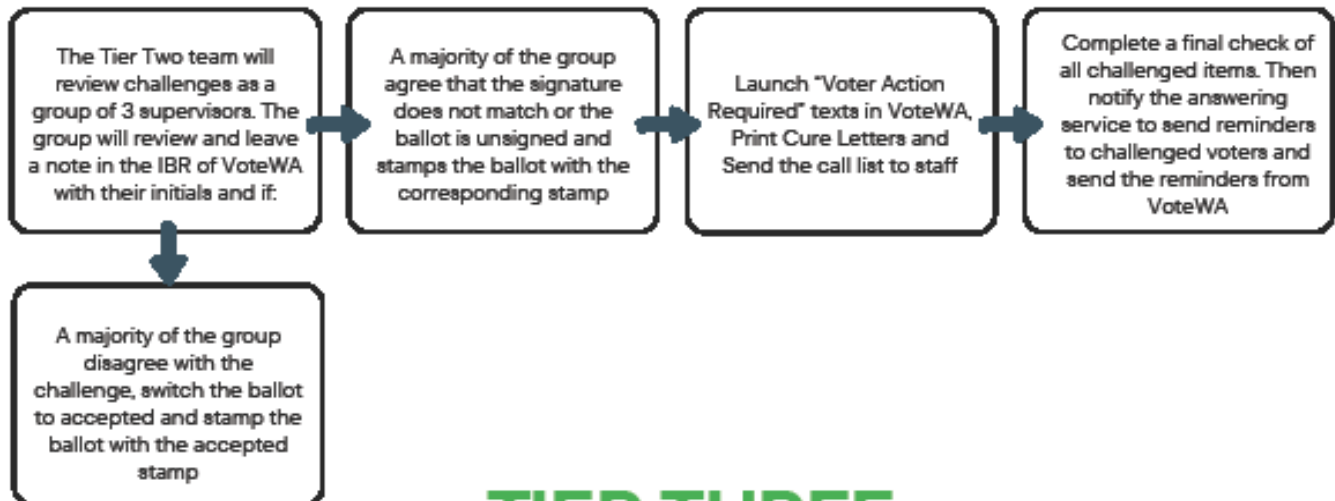 The Tier Two team will
review challenges as a
group of 3 supervisors. The
group will review and leave
a note in the IBR of VoteWA
with their initials and if:
A majority of the group
agree that the signature
does not match or the
ballot is unsigned and
stamps the ballot with the
corresponding stamp
Launch "Voter Action
Required" texts in VoteWA,
Print Cure Letters and
Send the call list to staff
Complete a final check of
all challenged items. Then
notify the answering
service to send reminders
to challenged voters and
send the reminders from
VoteWA
A majority of the group
disagree with the
challenge, switch the ballot
to accepted and stamp the
ballot with the accepted
stamp
TIER THREE